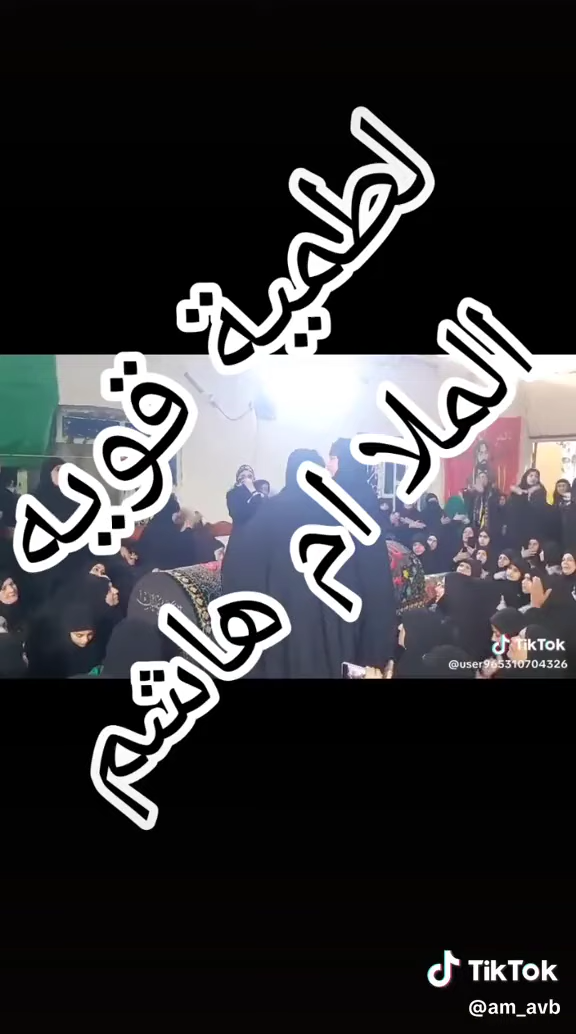 لطمية قويه
الملا ام هاشم
TikTok
@user965310704326
TikTok
@am_avb